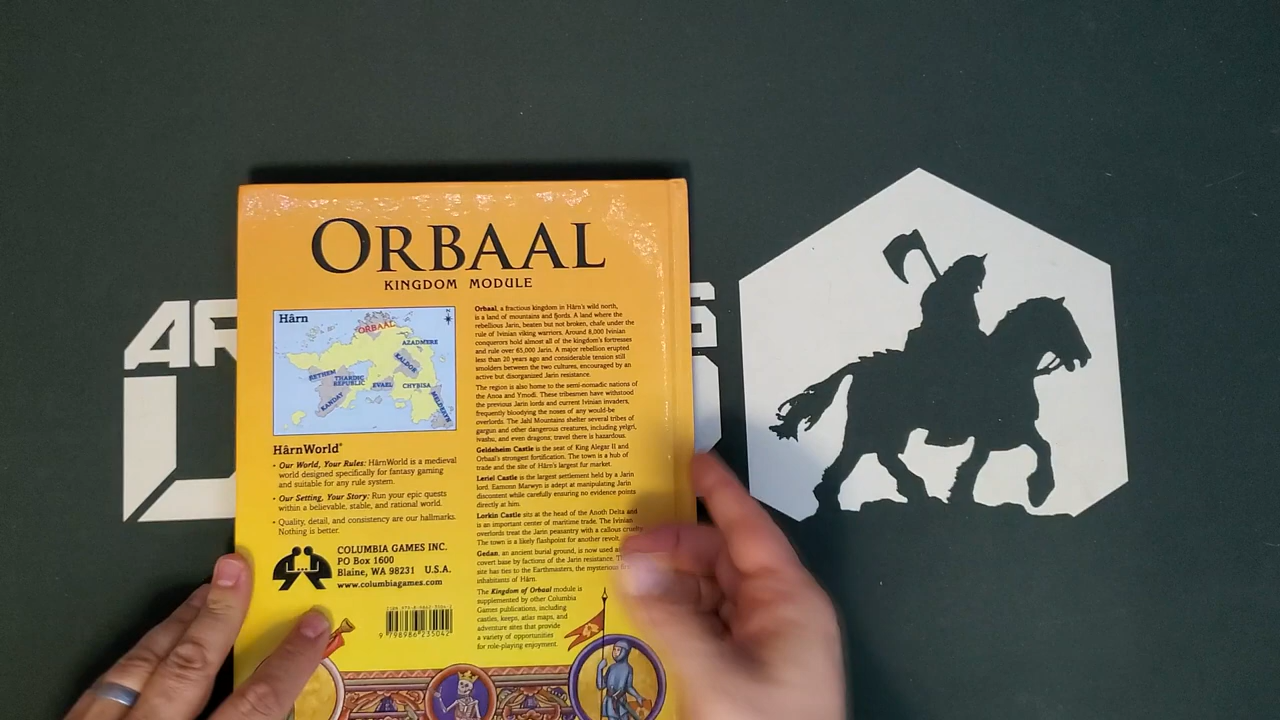 ORBAAL
KINGDOM MODULE
Hârn
ORBAAL
AZADMERE
KALDOR
RETHEM
THARDIC
REPUBLIC
EVAEL
CHYBISA
KANDAY
MELDERYN
HârnWorld®
• Our World, Your Rules: HârnWorld is a medieval
world designed specifically for fantasy gaming
and suitable for any rule system.
• Our Setting, Your Story: Run your epic quests
within a believable, stable, and rational world.
• Quality, detail, and consistency are our hallmarks.
Nothing is better.
COLUMBIA GAMES INC.
PO Box 1600
Blaine, WA 98231 U.S.A.
www.columbiagames.com
9 798986 235042
Orbaal, a fractious kingdom in Hârn's wild north,
is a land of mountains and fjords. A land where the
rebellious Jarin, beaten but not broken, chafe under the
rule of Ivinian viking warriors. Around 8,000 Ivinian
conquerors hold almost all of the kingdom's fortresses
and rule over 65,000 Jarin. A major rebellion erupted
less than 20 years ago and considerable tension still
smolders between the two cultures, encouraged by an
active but disorganized Jarin resistance.
The region is also home to the semi-nomadic nations of
the Anoa and Ymodi. These tribesmen have withstood
the previous Jarin lords and current Ivinian invaders,
frequently bloodying the noses of any would-be
overlords. The Jahl Mountains shelter several tribes of
gargun and other dangerous creatures, including yelgri,
ivashu, and even dragons; travel there is hazardous.
Geldeheim Castle is the seat of King Alegar II and
Orbaal's strongest fortification. The town is a hub of
trade and the site of Hârn's largest fur market.
Leriel Castle is the largest settlement held by a Jarin
lord. Eamonn Marwyn is adept at manipulating Jarin
discontent while carefully ensuring no evidence points
directly at him.
Lorkin Castle sits at the head of the Anoth Delta and
is an important center of maritime trade. The Ivinian
overlords treat the Jarin peasantry with a callous cruelty
The town is a likely flashpoint for another revolt.
Gedan, an ancient burial ground, is now used
covert base by factions of the Jarin resistance.
site has ties to the Earthmasters, the mysterious
inhabitants of Hârn.
The Kingdom of Orbaal module is
supplemented by other Columbia
Games publications, including
castles, keeps, atlas maps, and
adventure sites that provide
a variety of opportunities
for role-playing enjoyment.